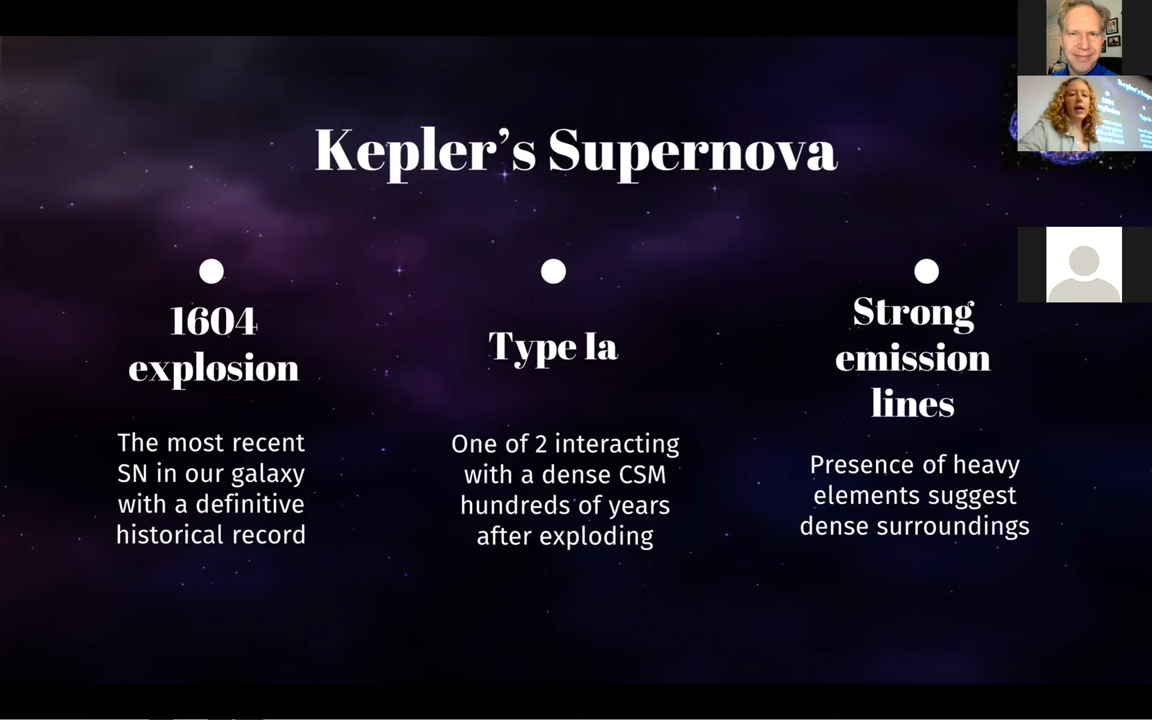 Kepler's Supernova
1604
explosion
The most recent
SN in our galaxy
with a definitive
historical record
Type Ia
One of 2 interacting
with a dense CSM
hundreds of years
after exploding
Strong
emission
lines
Presence of heavy
elements suggest
dense surroundings